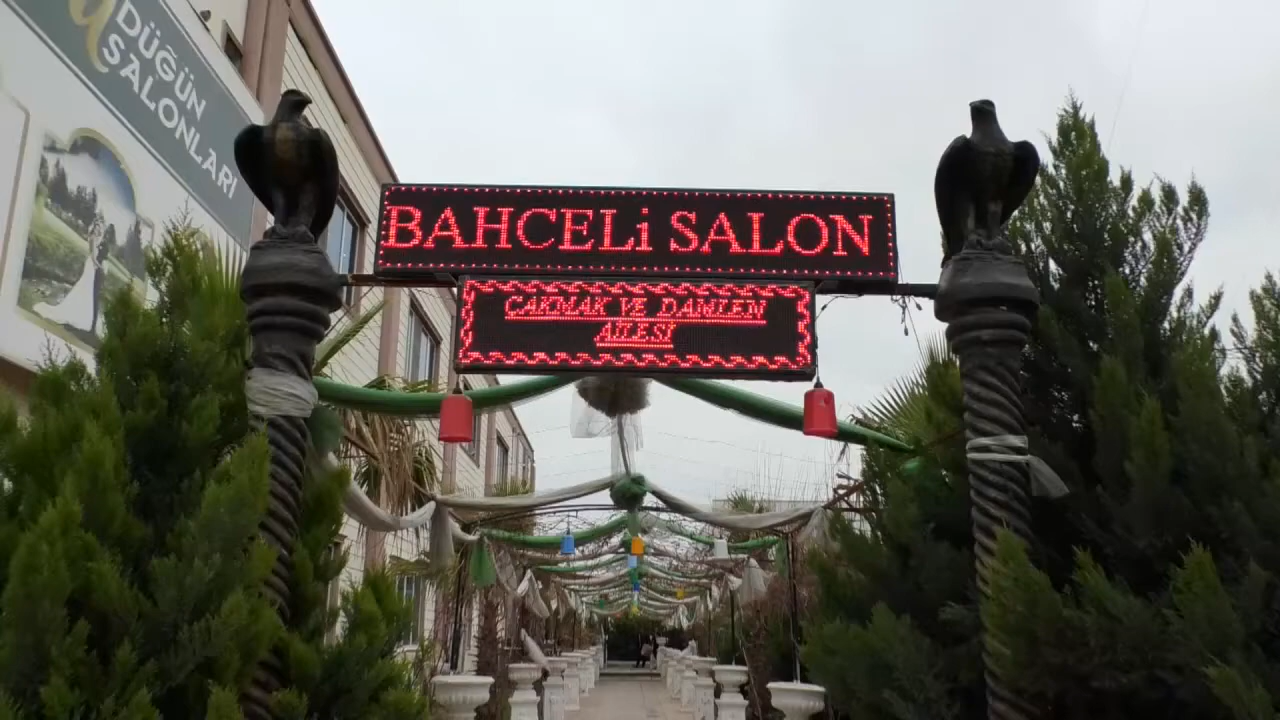 DÜĞÜN
SALONLARI
BAHCELi SALON
ÇAKMAK VE DAMLEN
AİLESİ